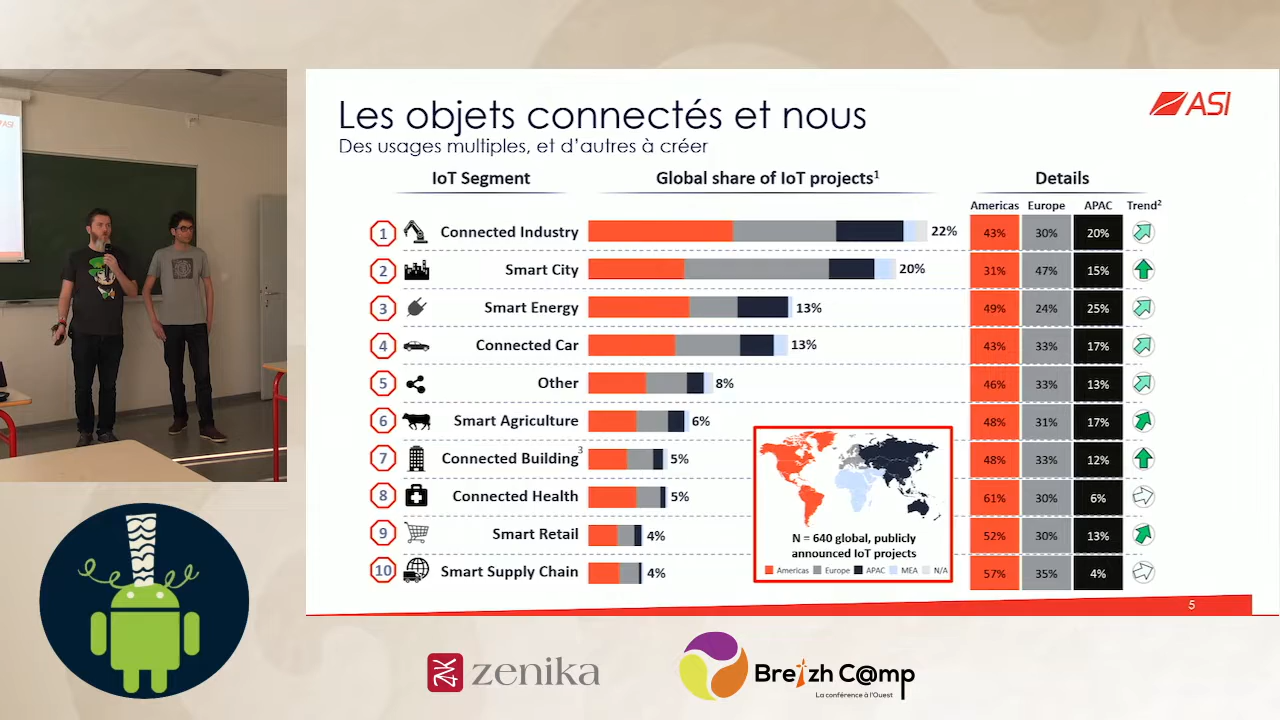 Les objets connectés et nous
Des usages multiples, et d'autres à créer
ASI
IoT Segment
Global share of IoT projects¹
Details
Americas Europe APAC Trend²
1 Connected Industry 22% 43% 30% 20%
2 Smart City 20% 31% 47% 15%
3 Smart Energy 13% 49% 24% 25%
4 Connected Car 13% 43% 33% 17%
5 Other 8% 46% 33% 13%
6 Smart Agriculture 6% 48% 31% 17%
7 Connected Building³ 5% 48% 33% 12%
8 Connected Health 5% 61% 30% 6%
9 Smart Retail 4% 52% 30% 13%
10 Smart Supply Chain 4% 57% 35% 4%
N = 640 global, publicly
announced IoT projects
Americas Europe APAC MEA N/A
5
zenika
Breizh C@mp
La conférence à l'Ouest